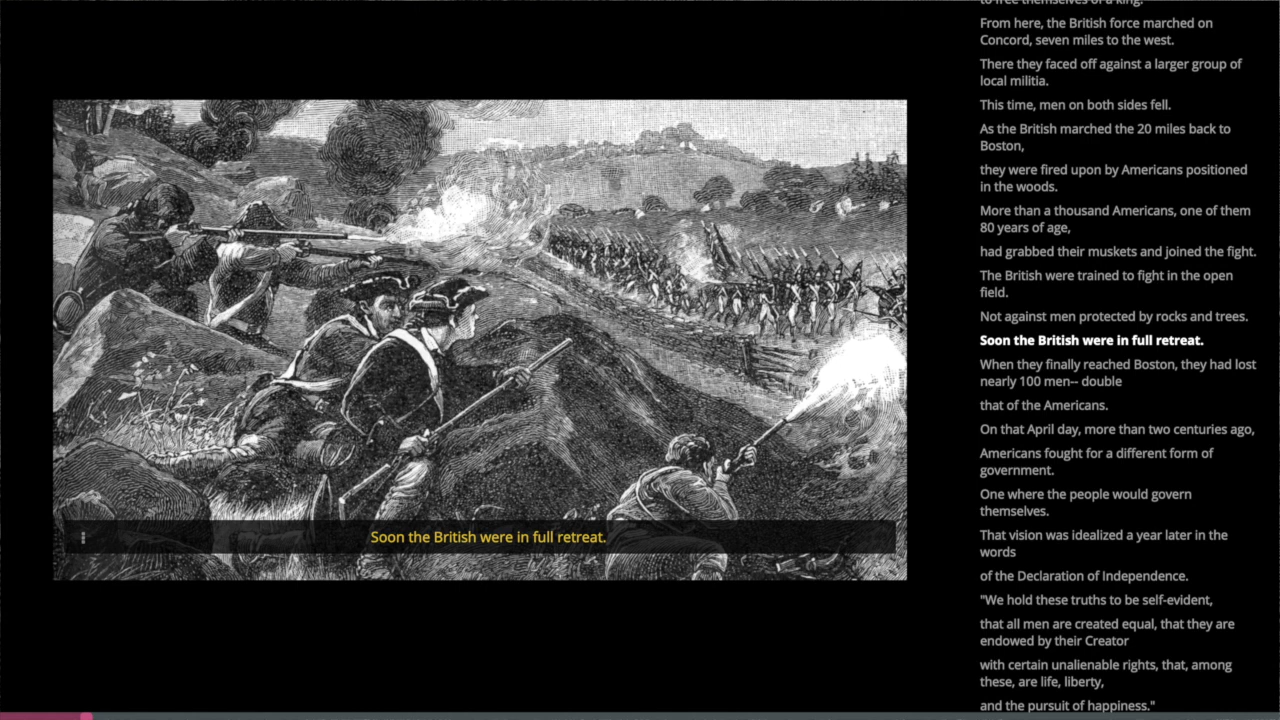 Soon the British were in full retreat.
to free themselves of a king.
From here, the British force marched on
Concord, seven miles to the west.
There they faced off against a larger group of
local militia.
This time, men on both sides fell.
As the British marched the 20 miles back to
Boston,
they were fired upon by Americans positioned
in the woods.
More than a thousand Americans, one of them
80 years of age,
had grabbed their muskets and joined the fight.
The British were trained to fight in the open
field.
Not against men protected by rocks and trees.
Soon the British were in full retreat.
When they finally reached Boston, they had lost
nearly 100 men-- double
that of the Americans.
On that April day, more than two centuries ago,
Americans fought for a different form of
government.
One where the people would govern
themselves.
That vision was idealized a year later in the
words
of the Declaration of Independence.
"We hold these truths to be self-evident,
that all men are created equal, that they are
endowed by their Creator
with certain unalienable rights, that, among
these, are life, liberty,
and the pursuit of happiness."